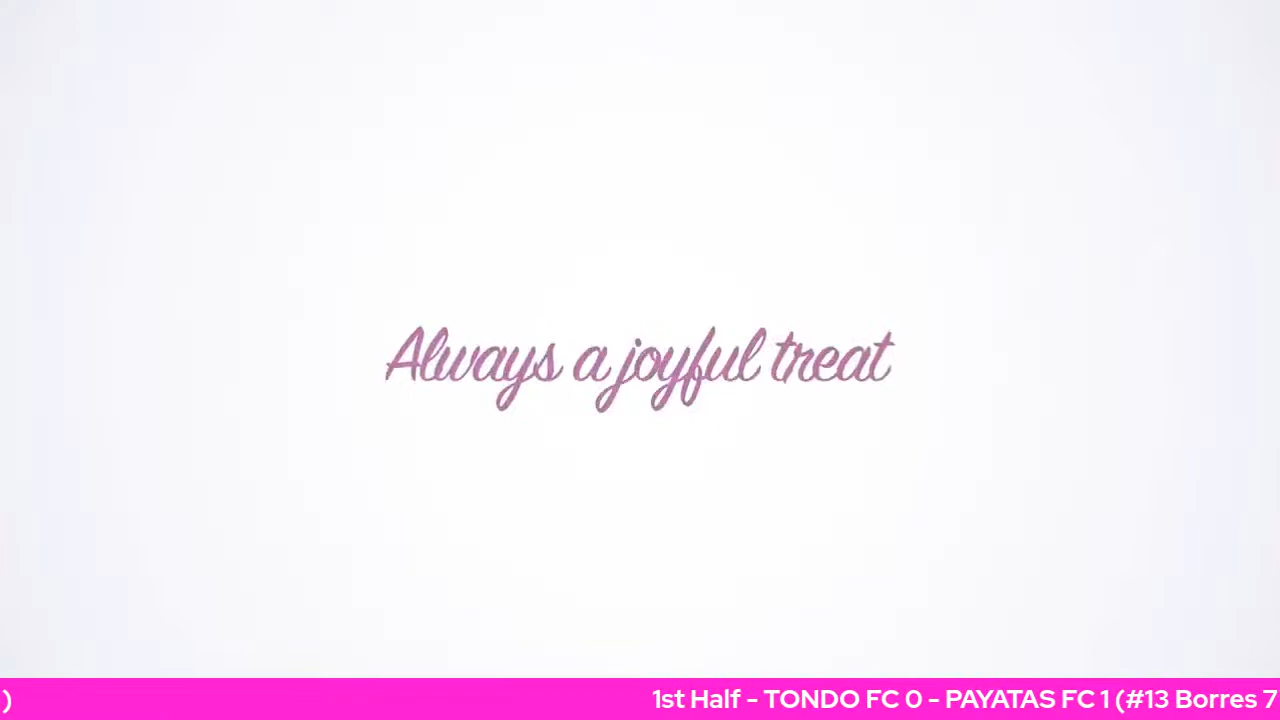 Always a joyful treat
) 1st Half - TONDO FC 0 - PAYATAS FC 1 (#13 Borres 7